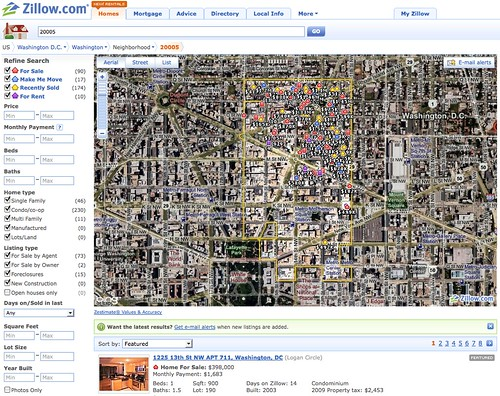 Zillow.com®
NEW! RENTALS
Homes Mortgage Advice Directory Local Info More My Zillow
20005 GO
US Washington D.C. Washington Neighborhood 20005
Refine Search
For Sale (90)
Make Me Move (17)
Recently Sold (174)
For Rent (10)
Price
Min – Max
Monthly Payment ?
Min – Max
Beds
Min – Max
Baths
Min – Max
Home type
Single Family (46)
Condo/co-op (230)
Multi Family (11)
Manufactured (0)
Lots/Land (0)
Listing type
For Sale by Agent (73)
For Sale by Owner (2)
Foreclosures (15)
New Construction (0)
Open houses only (0)
Days on/Sold in last
Any
Square Feet
Min – Max
Lot Size
Min – Max
Year Built
Min – Max
Photos Only
Aerial Street List E-mail alerts
Washington, D.C.
Zillow.com
Zestimate® Values & Accuracy
Want the latest results? Get e-mail alerts when new listings are added.
Sort by: Featured 1 2 3 4 5 6 7 8
1225 13th St NW APT 711, Washington, DC (Logan Circle) FEATURED
Home For Sale: $398,000
Monthly Payment: $1,683
Beds: 1 Sqft: 900 Days on Zillow: 14 Condominium
Baths: 1.5 Lot: 190 Built: 2003 2009 Property tax: $2,453